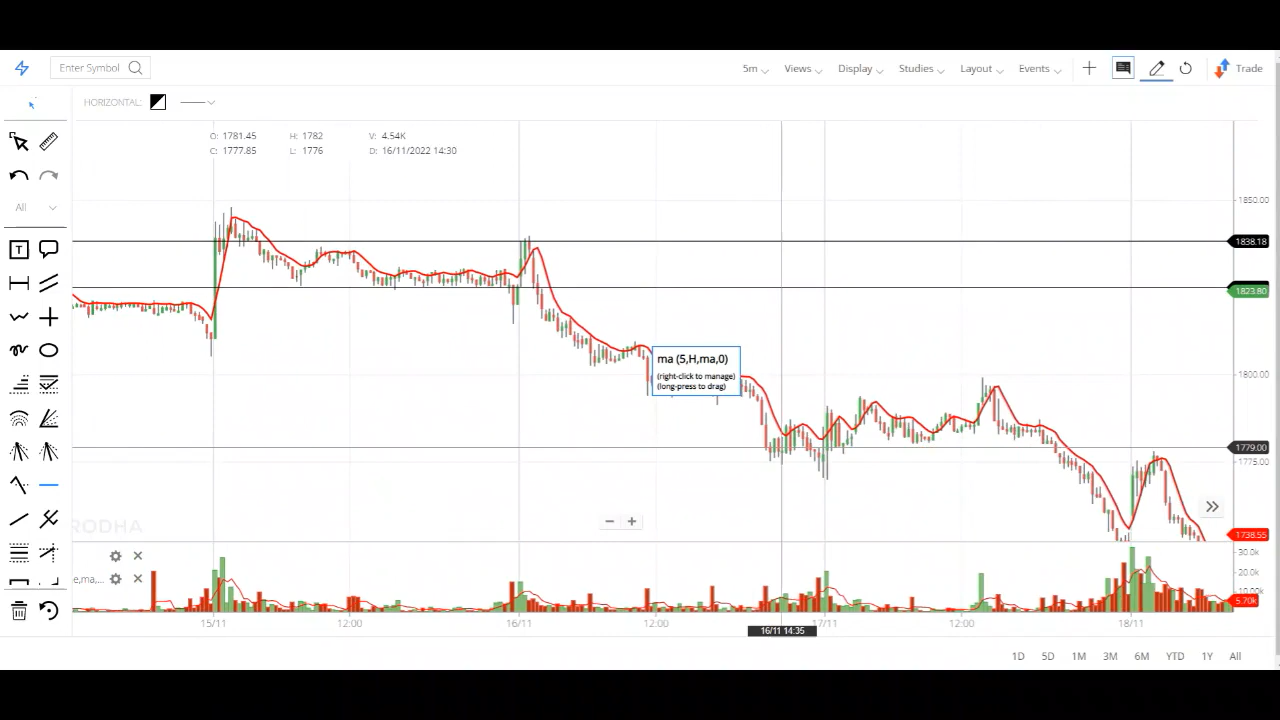 Enter Symbol
5m
Views
Display
Studies
Layout
Events
Trade
HORIZONTAL:
O: 1781.45 H: 1782 V: 4.54K
C: 1777.85 L: 1776 D: 16/11/2022 14:30
All
T
1850.00
1838.18
1823.80
1800.00
1779.00
1775.00
1738.55
ma (5,H,ma,0)
(right-click to manage)
(long-press to drag)
RODHA
e,ma,...
30.0k
20.0k
5.70k
15/11 12:00 16/11 12:00 17/11 12:00 18/11
16/11 14:35
1D 5D 1M 3M 6M YTD 1Y All